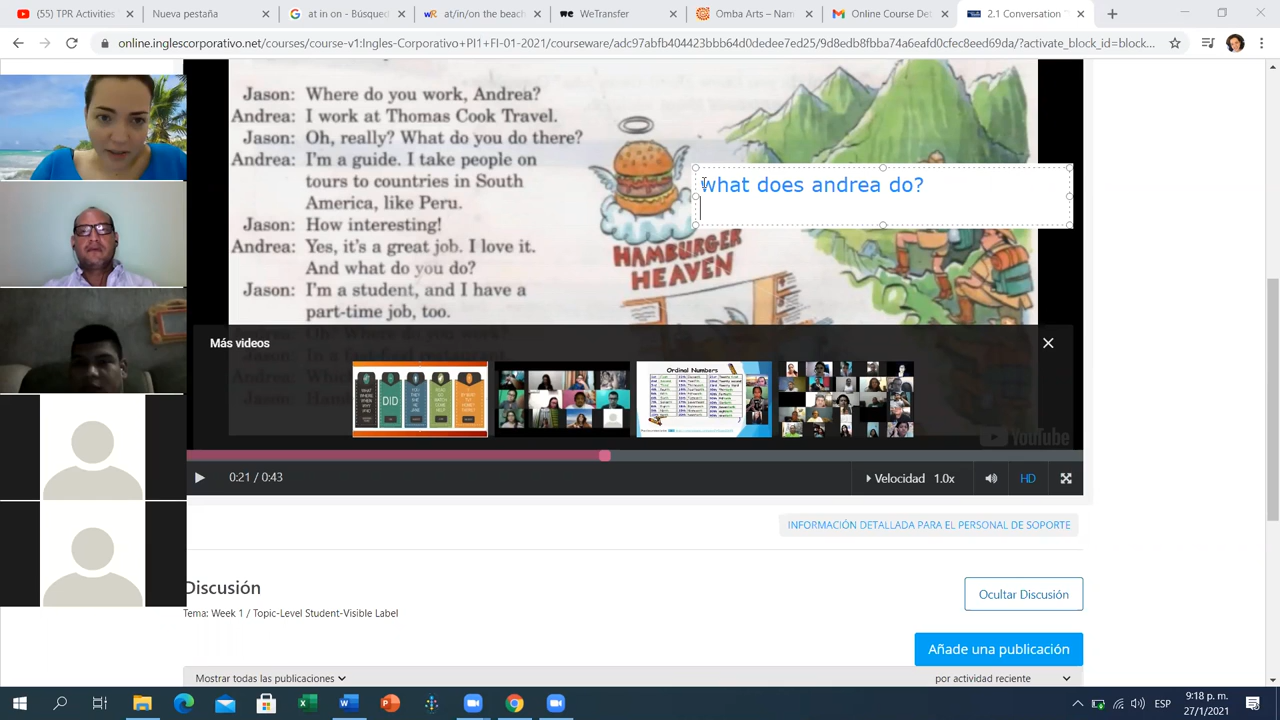 (55) TPR Activities
Nueva pestaña
at in on - Búsqued
at/in/on the beach
WeTransfer
Omba Arts – Nam
Online Course Det
2.1 Conversation
online.inglescorporativo.net/courses/course-v1:Ingles-Corporativo+PI1+FI-01-2021/courseware/adc97abfb404423bbb64d0dedee7ed25/9d8edb8fbba74a6eafd0cfec8eed69da/?activate_block_id=block...
Jason: Where do you work, Andrea?
Andrea: I work at Thomas Cook Travel.
Jason: Oh, really? What do you do there?
Andrea: I'm a guide. I take people on
tours to countries in South
America, like Peru.
Jason: How interesting!
Andrea: Yes, it's a great job. I love it.
And what do you do?
Jason: I'm a student, and I have a
part-time job, too.
what does andrea do?
HAMBURGER
HEAVEN
Más videos
DID
Ordinal Numbers
YouTube
0:21 / 0:43
Velocidad 1.0x
HD
INFORMACIÓN DETALLADA PARA EL PERSONAL DE SOPORTE
Discusión
Ocultar Discusión
Tema: Week 1 / Topic-Level Student-Visible Label
Añade una publicación
Mostrar todas las publicaciones
por actividad reciente
ESP
9:18 p. m.
27/1/2021